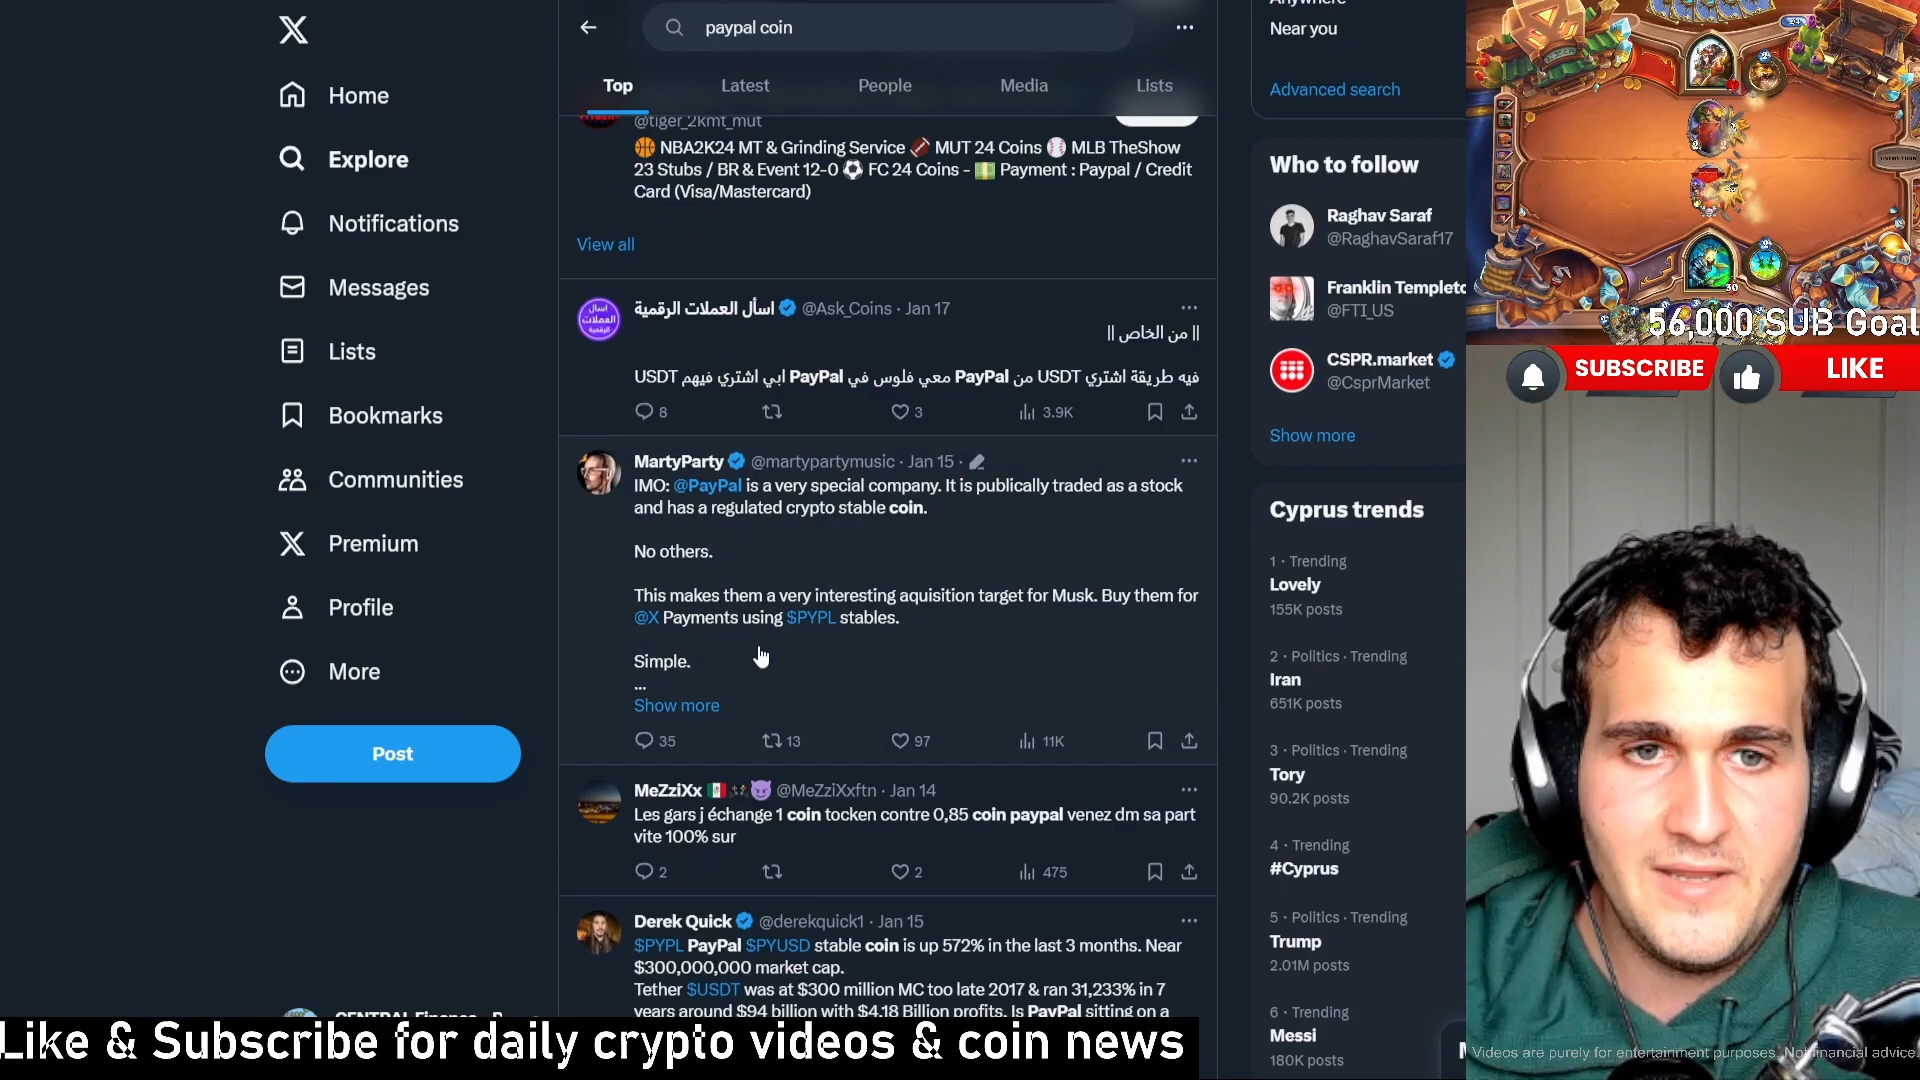 paypal coin
Home
Explore
Notifications
Messages
Lists
Bookmarks
Communities
Premium
Profile
More
Post
Top
Latest
People
Media
Lists
@tiger_2kmt_mut
🏀 NBA2K24 MT & Grinding Service 🏈 MUT 24 Coins ⚾ MLB TheShow
23 Stubs / BR & Event 12-0 ⚽ FC 24 Coins - 💵 Payment : Paypal / Credit
Card (Visa/Mastercard)
View all
اسأل العملات الرقمية @Ask_Coins · Jan 17
|| من الخاص ||
فيه طريقة اشتري USDT من PayPal معي فلوس في PayPal ابي اشتري فيهم USDT
8 3 3.9K
MartyParty @martypartymusic · Jan 15 ·
IMO: @PayPal is a very special company. It is publically traded as a stock
and has a regulated crypto stable coin.
No others.
This makes them a very interesting aquisition target for Musk. Buy them for
@X Payments using $PYPL stables.
Simple.
...
Show more
35 13 97 11K
MeZziXx 🇲🇽 😈 @MeZziXxftn · Jan 14
Les gars j échange 1 coin tocken contre 0,85 coin paypal venez dm sa part
vite 100% sur
2 2 475
Derek Quick @derekquick1 · Jan 15
$PYPL PayPal $PYUSD stable coin is up 572% in the last 3 months. Near
$300,000,000 market cap.
Tether $USDT was at $300 million MC too late 2017 & ran 31,233% in 7
years around $94 billion with $4.18 Billion profits. Is PayPal sitting on a
Near you
Advanced search
Who to follow
Raghav Saraf
@RaghavSaraf17
Franklin Templeto
@FTI_US
CSPR.market
@CsprMarket
Show more
Cyprus trends
1 · Trending
Lovely
155K posts
2 · Politics · Trending
Iran
651K posts
3 · Politics · Trending
Tory
90.2K posts
4 · Trending
#Cyprus
5 · Politics · Trending
Trump
2.01M posts
6 · Trending
Messi
180K posts
30
56,000 SUB Goal
SUBSCRIBE
LIKE
Like & Subscribe for daily crypto videos & coin news
Videos are purely for entertainment purposes. Not financial advice.